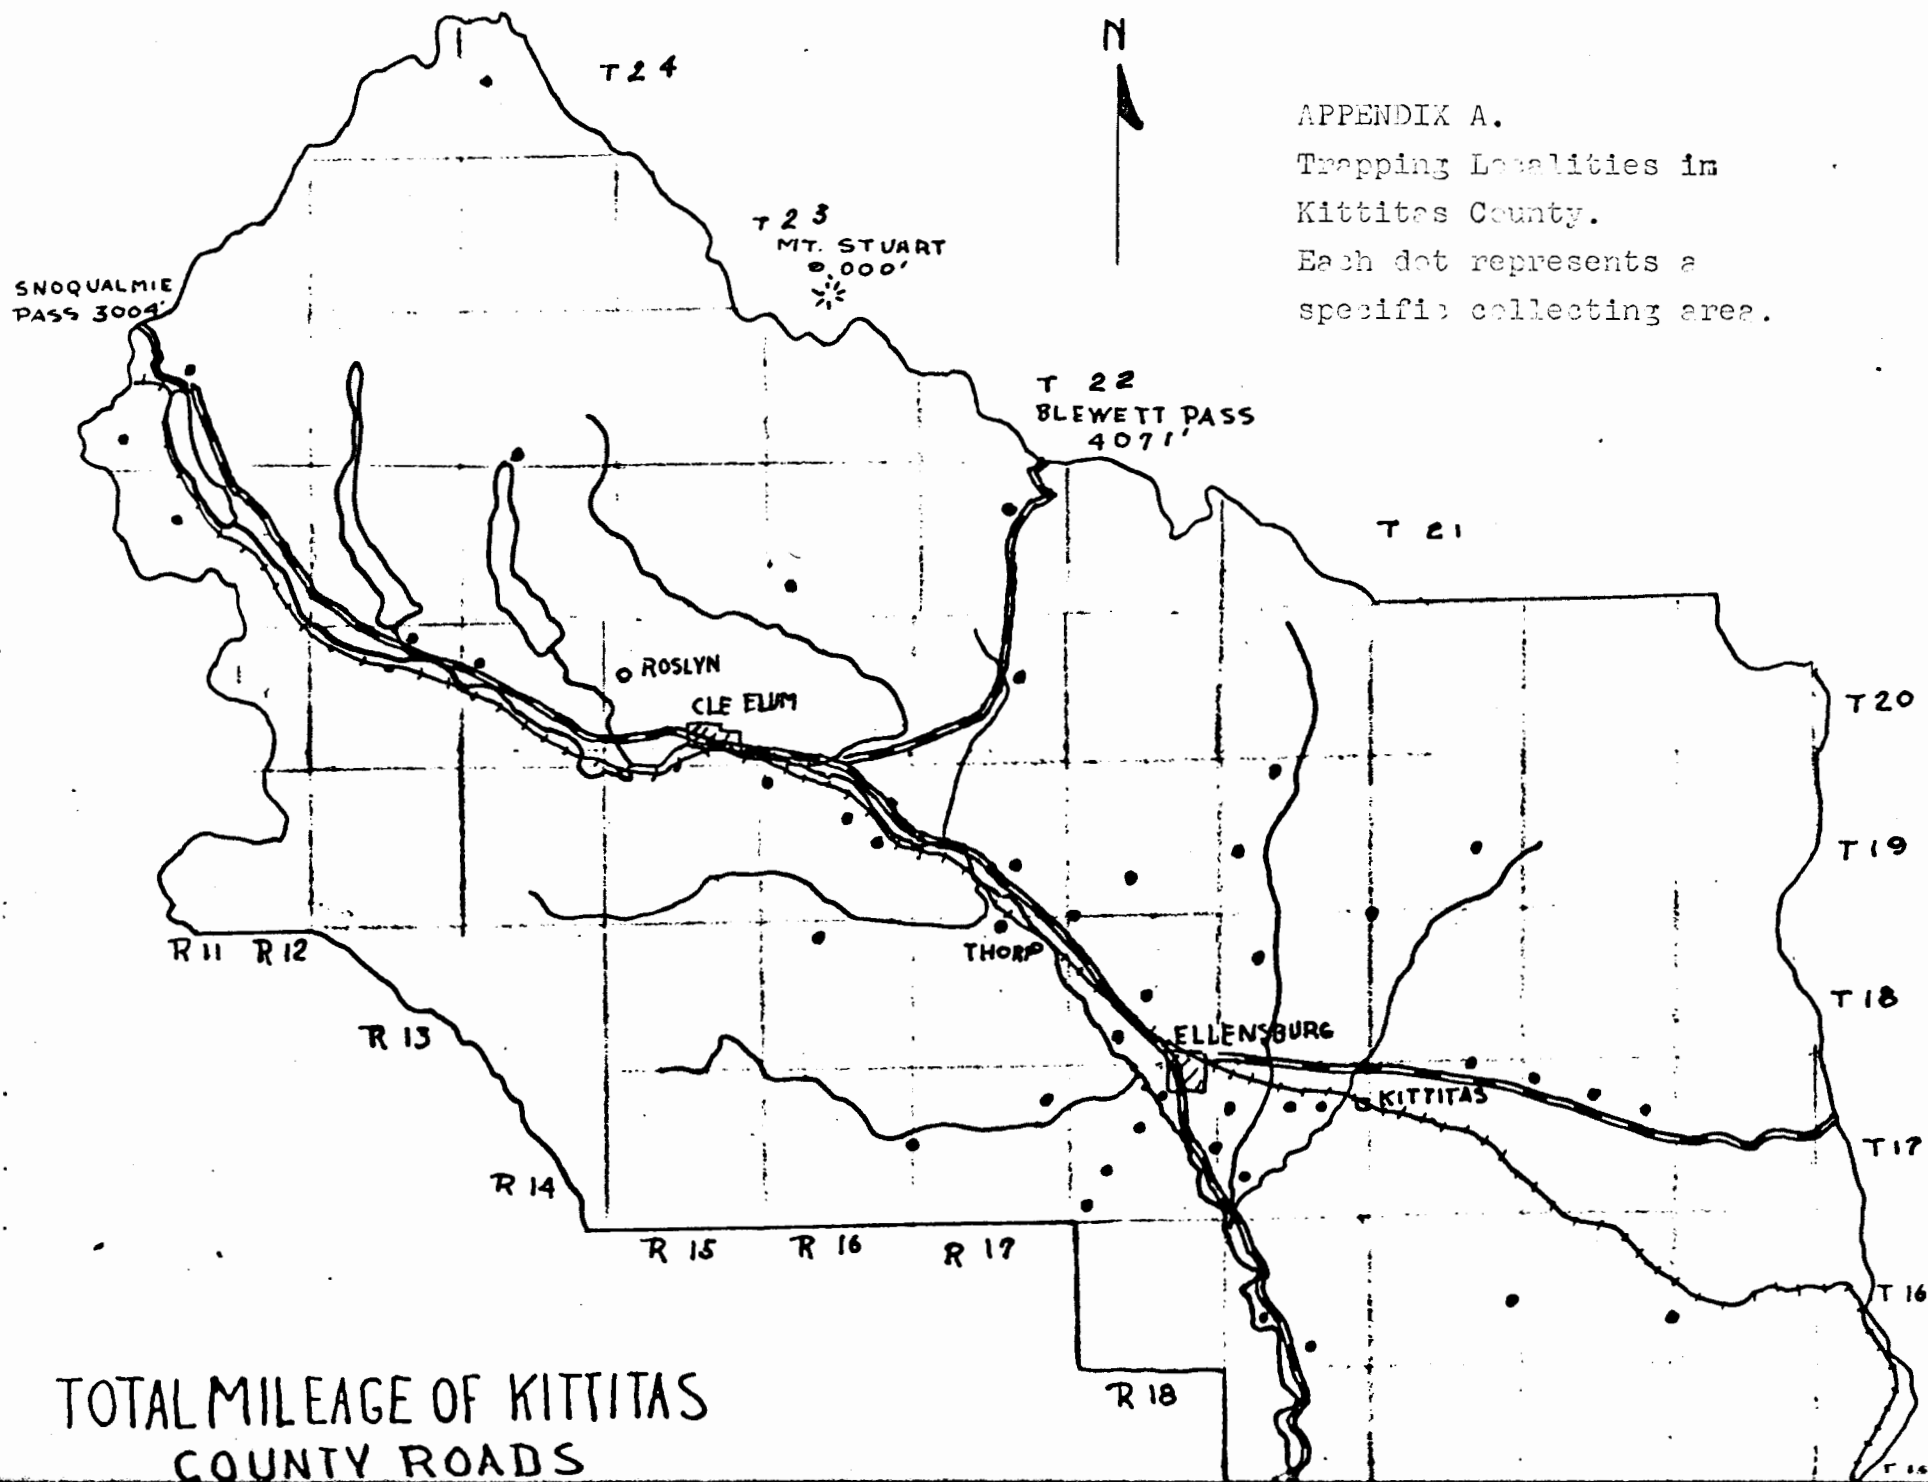 N
T 24
APPENDIX A.
Trapping Localities in
Kittitas County.
Each dot represents a
specific collecting area.
T 23
MT. STUART
000'
SNOQUALMIE
PASS 3004'
T 22
BLEWETT PASS
4071'
T 21
ROSLYN
CLE ELUM
T 20
T 19
R 11 R 12
THORP
T 18
R 13
ELLENSBURG
KITTITAS
T 17
R 14
R 15 R 16 R 17
T 16
R 18
TOTAL MILEAGE OF KITTITAS
COUNTY ROADS